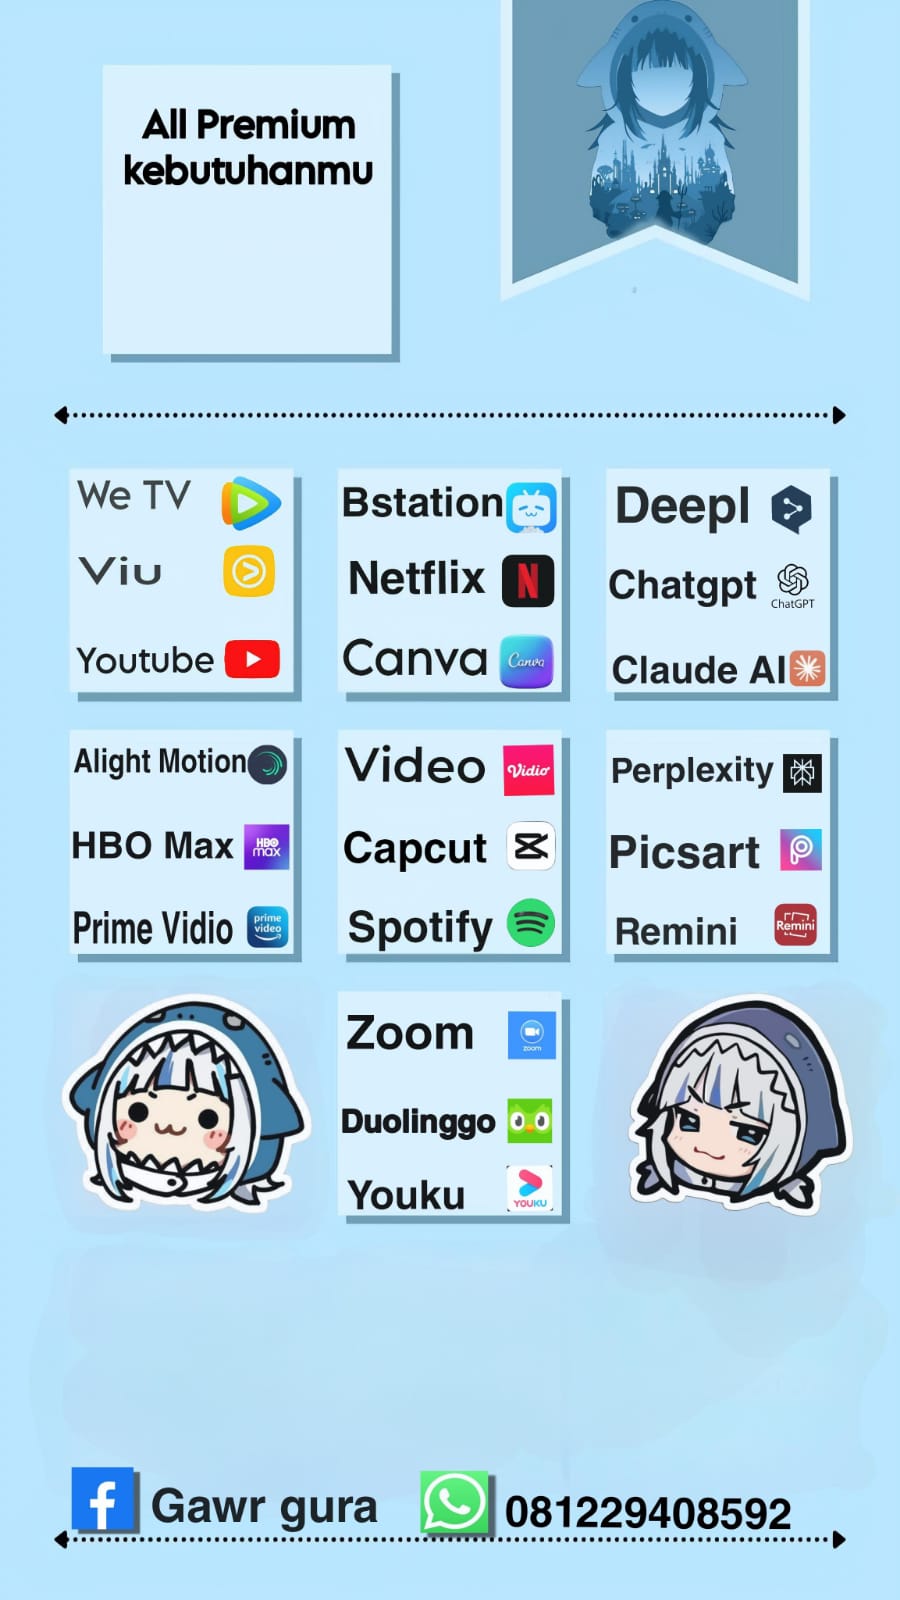 All Premium
kebutuhanmu
We TV
Viu
Youtube
Bstation
Netflix
Canva
Canva
Deepl
Chatgpt
ChatGPT
Claude AI
Alight Motion
HBO Max
HBO
max
Prime Vidio
prime
video
Video
Vidio
Capcut
Spotify
Perplexity
Picsart
Remini
Remini
Zoom
zoom
Duolinggo
Youku
YOUKU
Gawr gura
081229408592